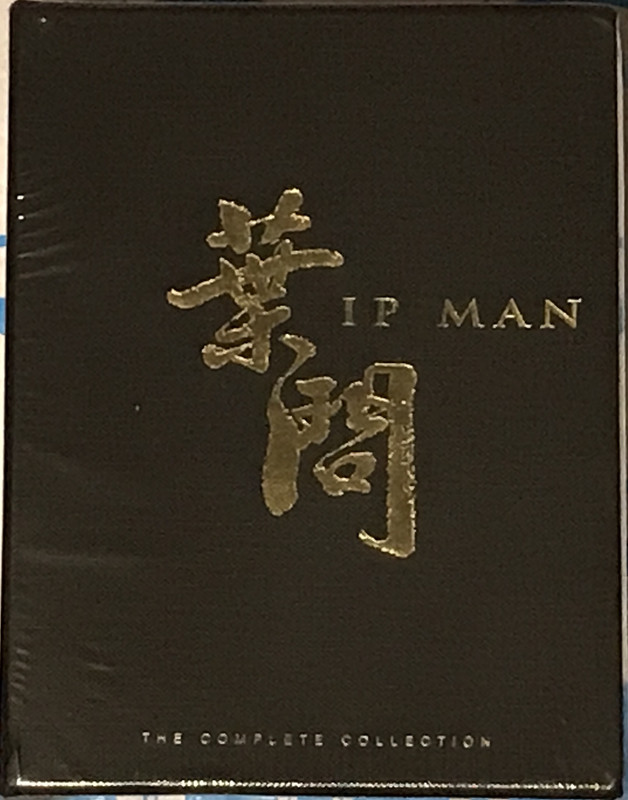 葉問
IP MAN
THE COMPLETE COLLECTION